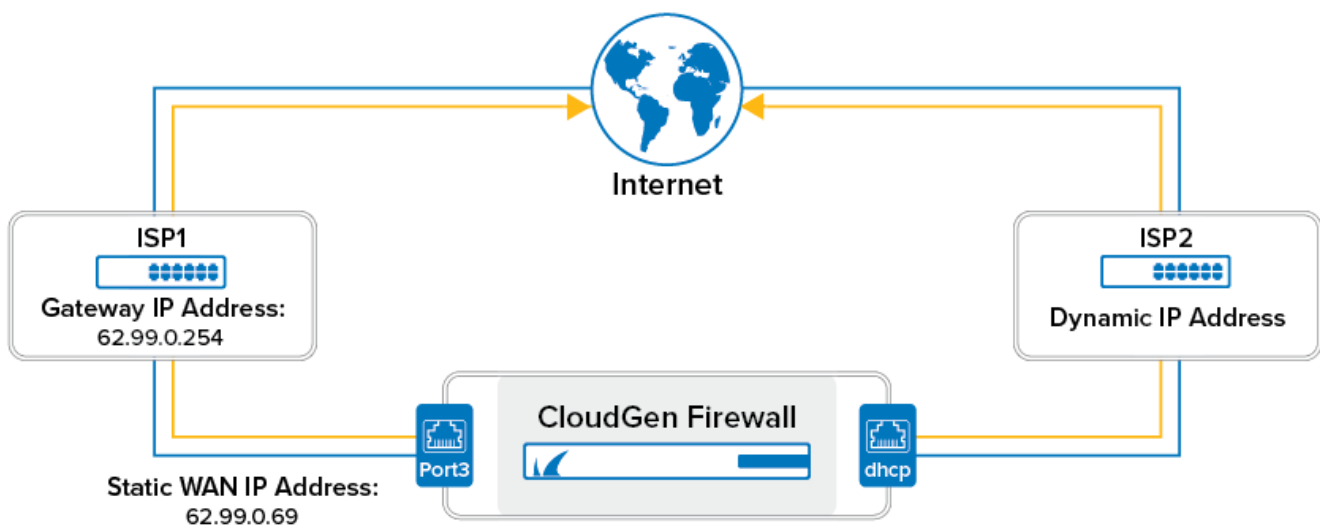 Internet
ISP1
Gateway IP Address:
62.99.0.254
ISP2
Dynamic IP Address
CloudGen Firewall
Port3
dhcp
Static WAN IP Address:
62.99.0.69